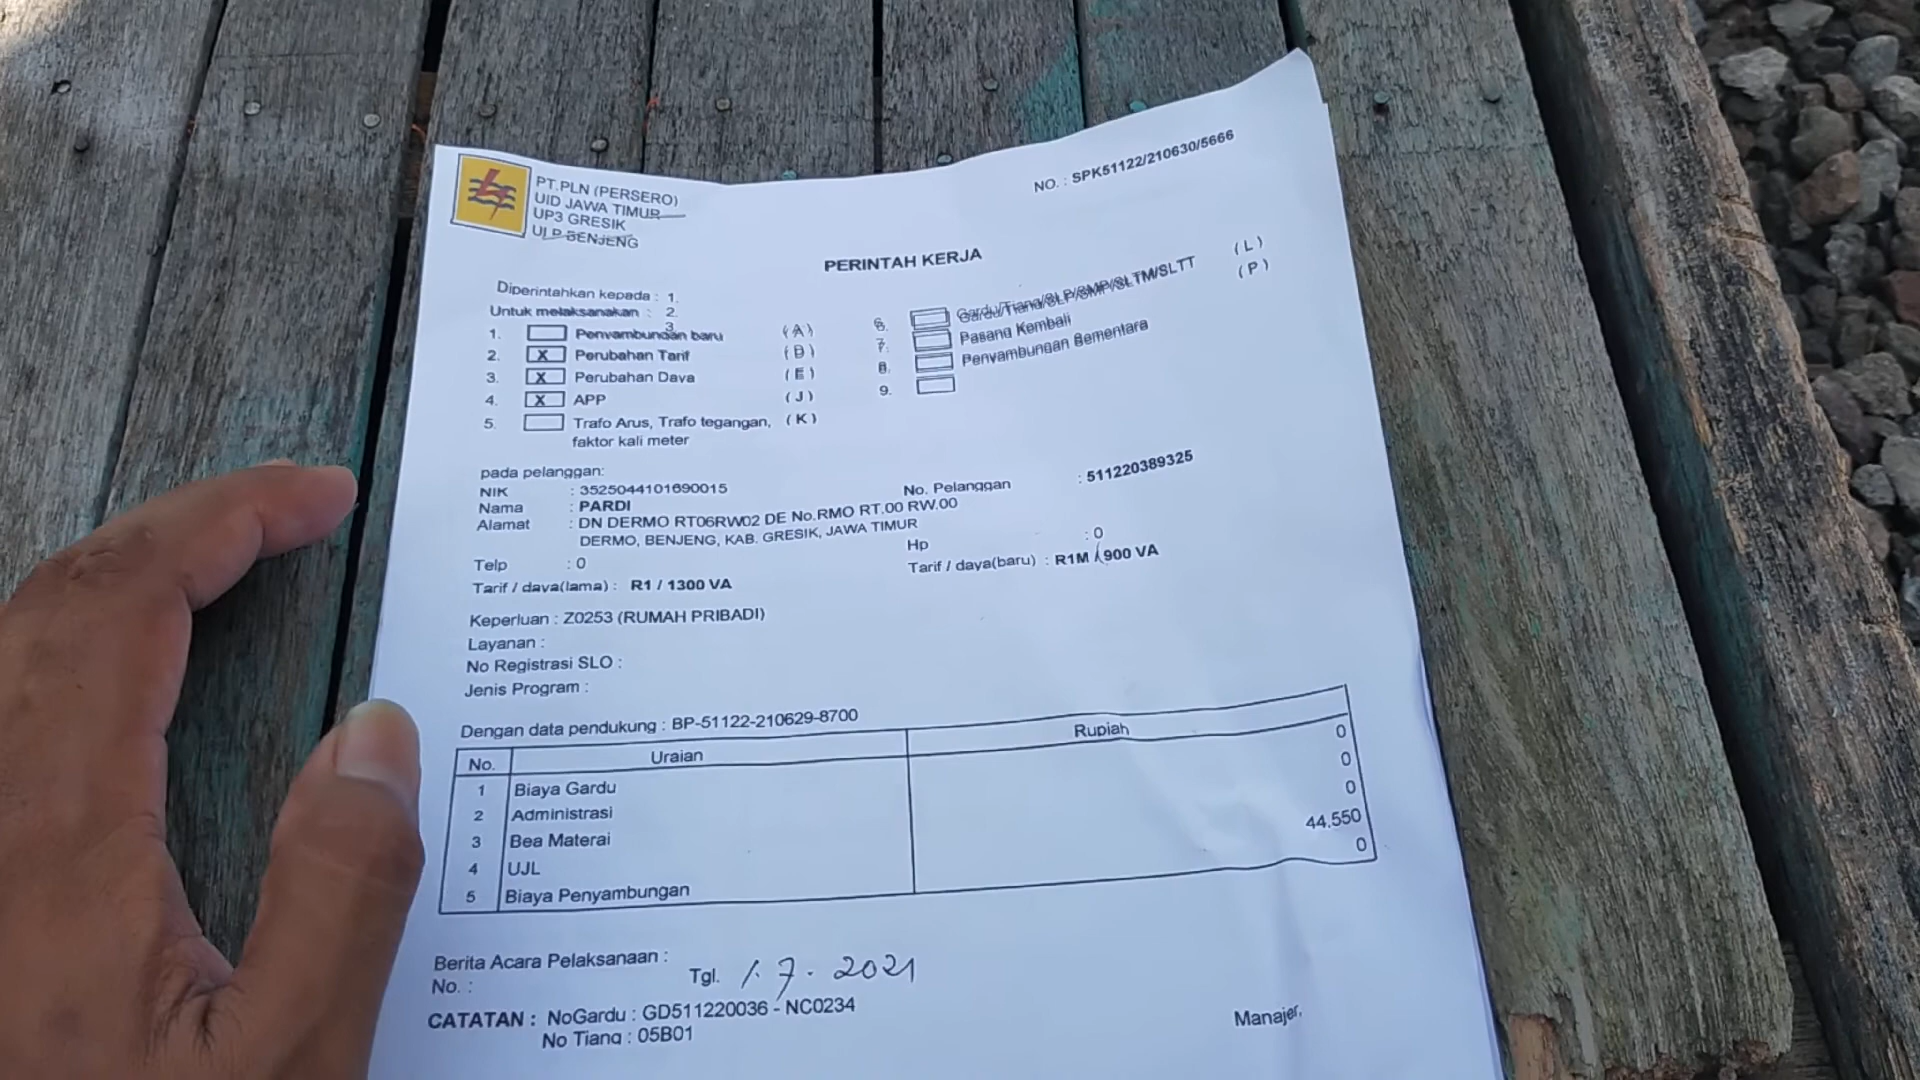 PT.PLN (PERSERO)
UID JAWA TIMUR
UP3 GRESIK
ULP BENJENG
NO. : SPK51122/210630/5666
PERINTAH KERJA
Diperintahkan kepada : 1.
Untuk melaksanakan : 2.
3.
1. Penyambungan baru (A)
2. X Perubahan Tarif (D)
3. X Perubahan Daya (E)
4. X APP (J)
5. Trafo Arus, Trafo tegangan, (K)
faktor kali meter
6. Gardu/Tiang/SLP/SMP/SLTM/SLTT (L)
7. Pasang Kembali (P)
8. Penyambungan Sementara
9.
pada pelanggan:
NIK : 3525044101690015
No. Pelanggan : 511220389325
Nama : PARDI
Alamat : DN DERMO RT06RW02 DE No.RMO RT.00 RW.00
DERMO, BENJENG, KAB. GRESIK, JAWA TIMUR
Telp : 0
Hp : 0
Tarif / daya(lama) : R1 / 1300 VA
Tarif / daya(baru) : R1M / 900 VA
Keperluan : Z0253 (RUMAH PRIBADI)
Layanan :
No Registrasi SLO :
Jenis Program :
Dengan data pendukung : BP-51122-210629-8700
No. Uraian Rupiah
1 Biaya Gardu 0
2 Administrasi 0
3 Bea Materai 0
4 UJL 44.550
5 Biaya Penyambungan 0
Berita Acara Pelaksanaan :
No. : Tgl. 1.7.2021
CATATAN : NoGardu : GD511220036 - NC0234
No Tiang : 05B01
Manajer,